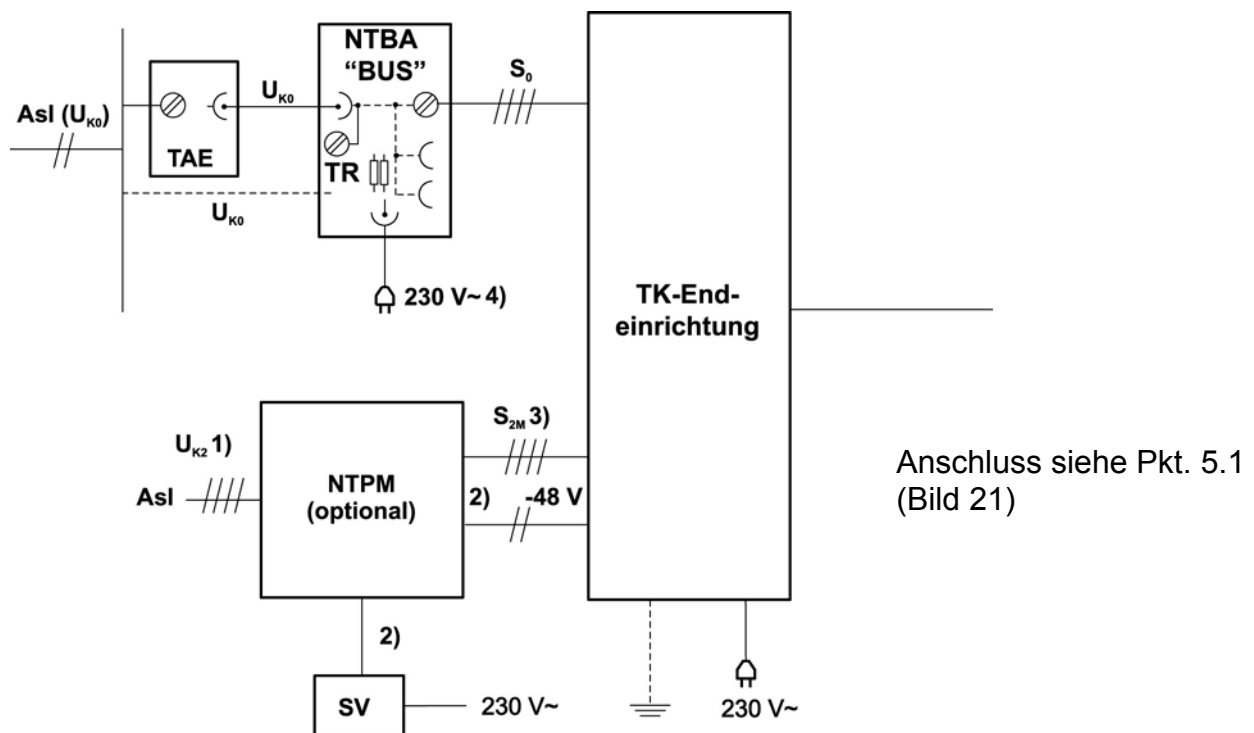 NTBA
“BUS”
S₀
Asl (Uₖ₀)
Uₖ₀
TAE
TR
Uₖ₀
230 V~ 4)
TK-End-
einrichtung
Uₖ₂ 1)
Asl
NTPM
(optional)
S₂ₘ 3)
2)
-48 V
2)
SV
230 V~
230 V~
Anschluss siehe Pkt. 5.1
(Bild 21)